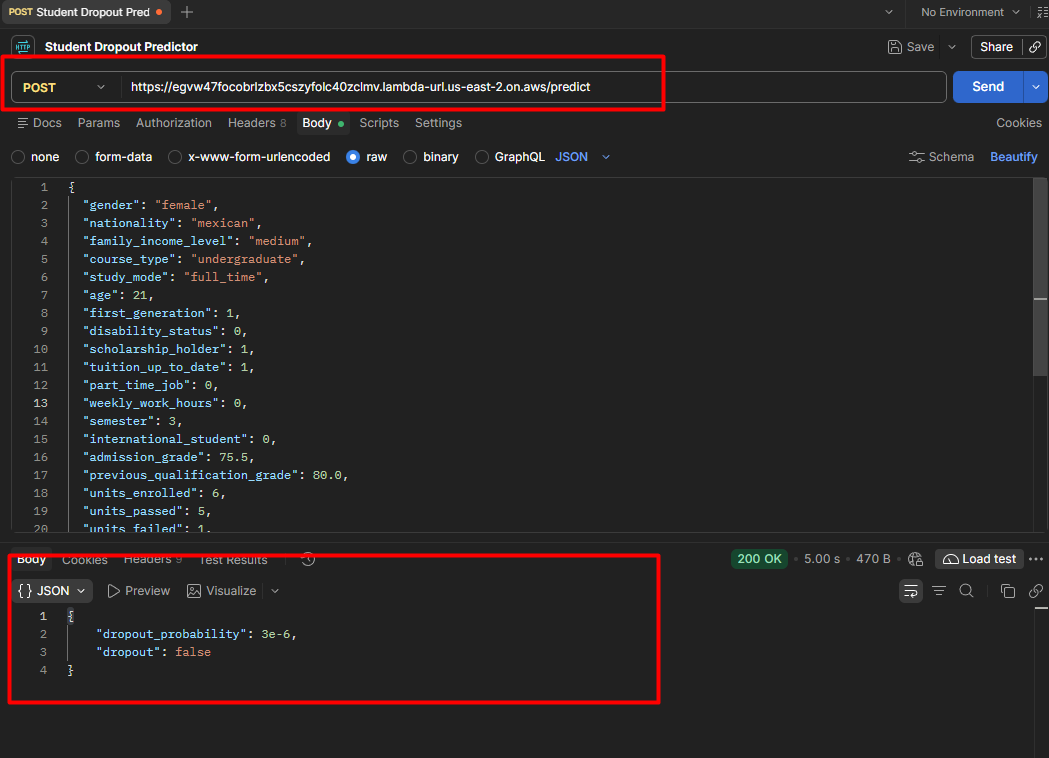 POST Student Dropout Pred
No Environment
HTTP Student Dropout Predictor Save Share
POST https://egvw47focobrlzbx5cszyfolc40zclmv.lambda-url.us-east-2.on.aws/predict Send
Docs Params Authorization Headers 8 Body Scripts Settings Cookies
none form-data x-www-form-urlencoded raw binary GraphQL JSON Schema Beautify
1 {
2 "gender": "female",
3 "nationality": "mexican",
4 "family_income_level": "medium",
5 "course_type": "undergraduate",
6 "study_mode": "full_time",
7 "age": 21,
8 "first_generation": 1,
9 "disability_status": 0,
10 "scholarship_holder": 1,
11 "tuition_up_to_date": 1,
12 "part_time_job": 0,
13 "weekly_work_hours": 0,
14 "semester": 3,
15 "international_student": 0,
16 "admission_grade": 75.5,
17 "previous_qualification_grade": 80.0,
18 "units_enrolled": 6,
19 "units_passed": 5,
20 "units_failed": 1,
Body Cookies Headers 9 Test Results 200 OK 5.00 s 470 B Load test
{} JSON Preview Visualize
1 {
2 "dropout_probability": 3e-6,
3 "dropout": false
4 }